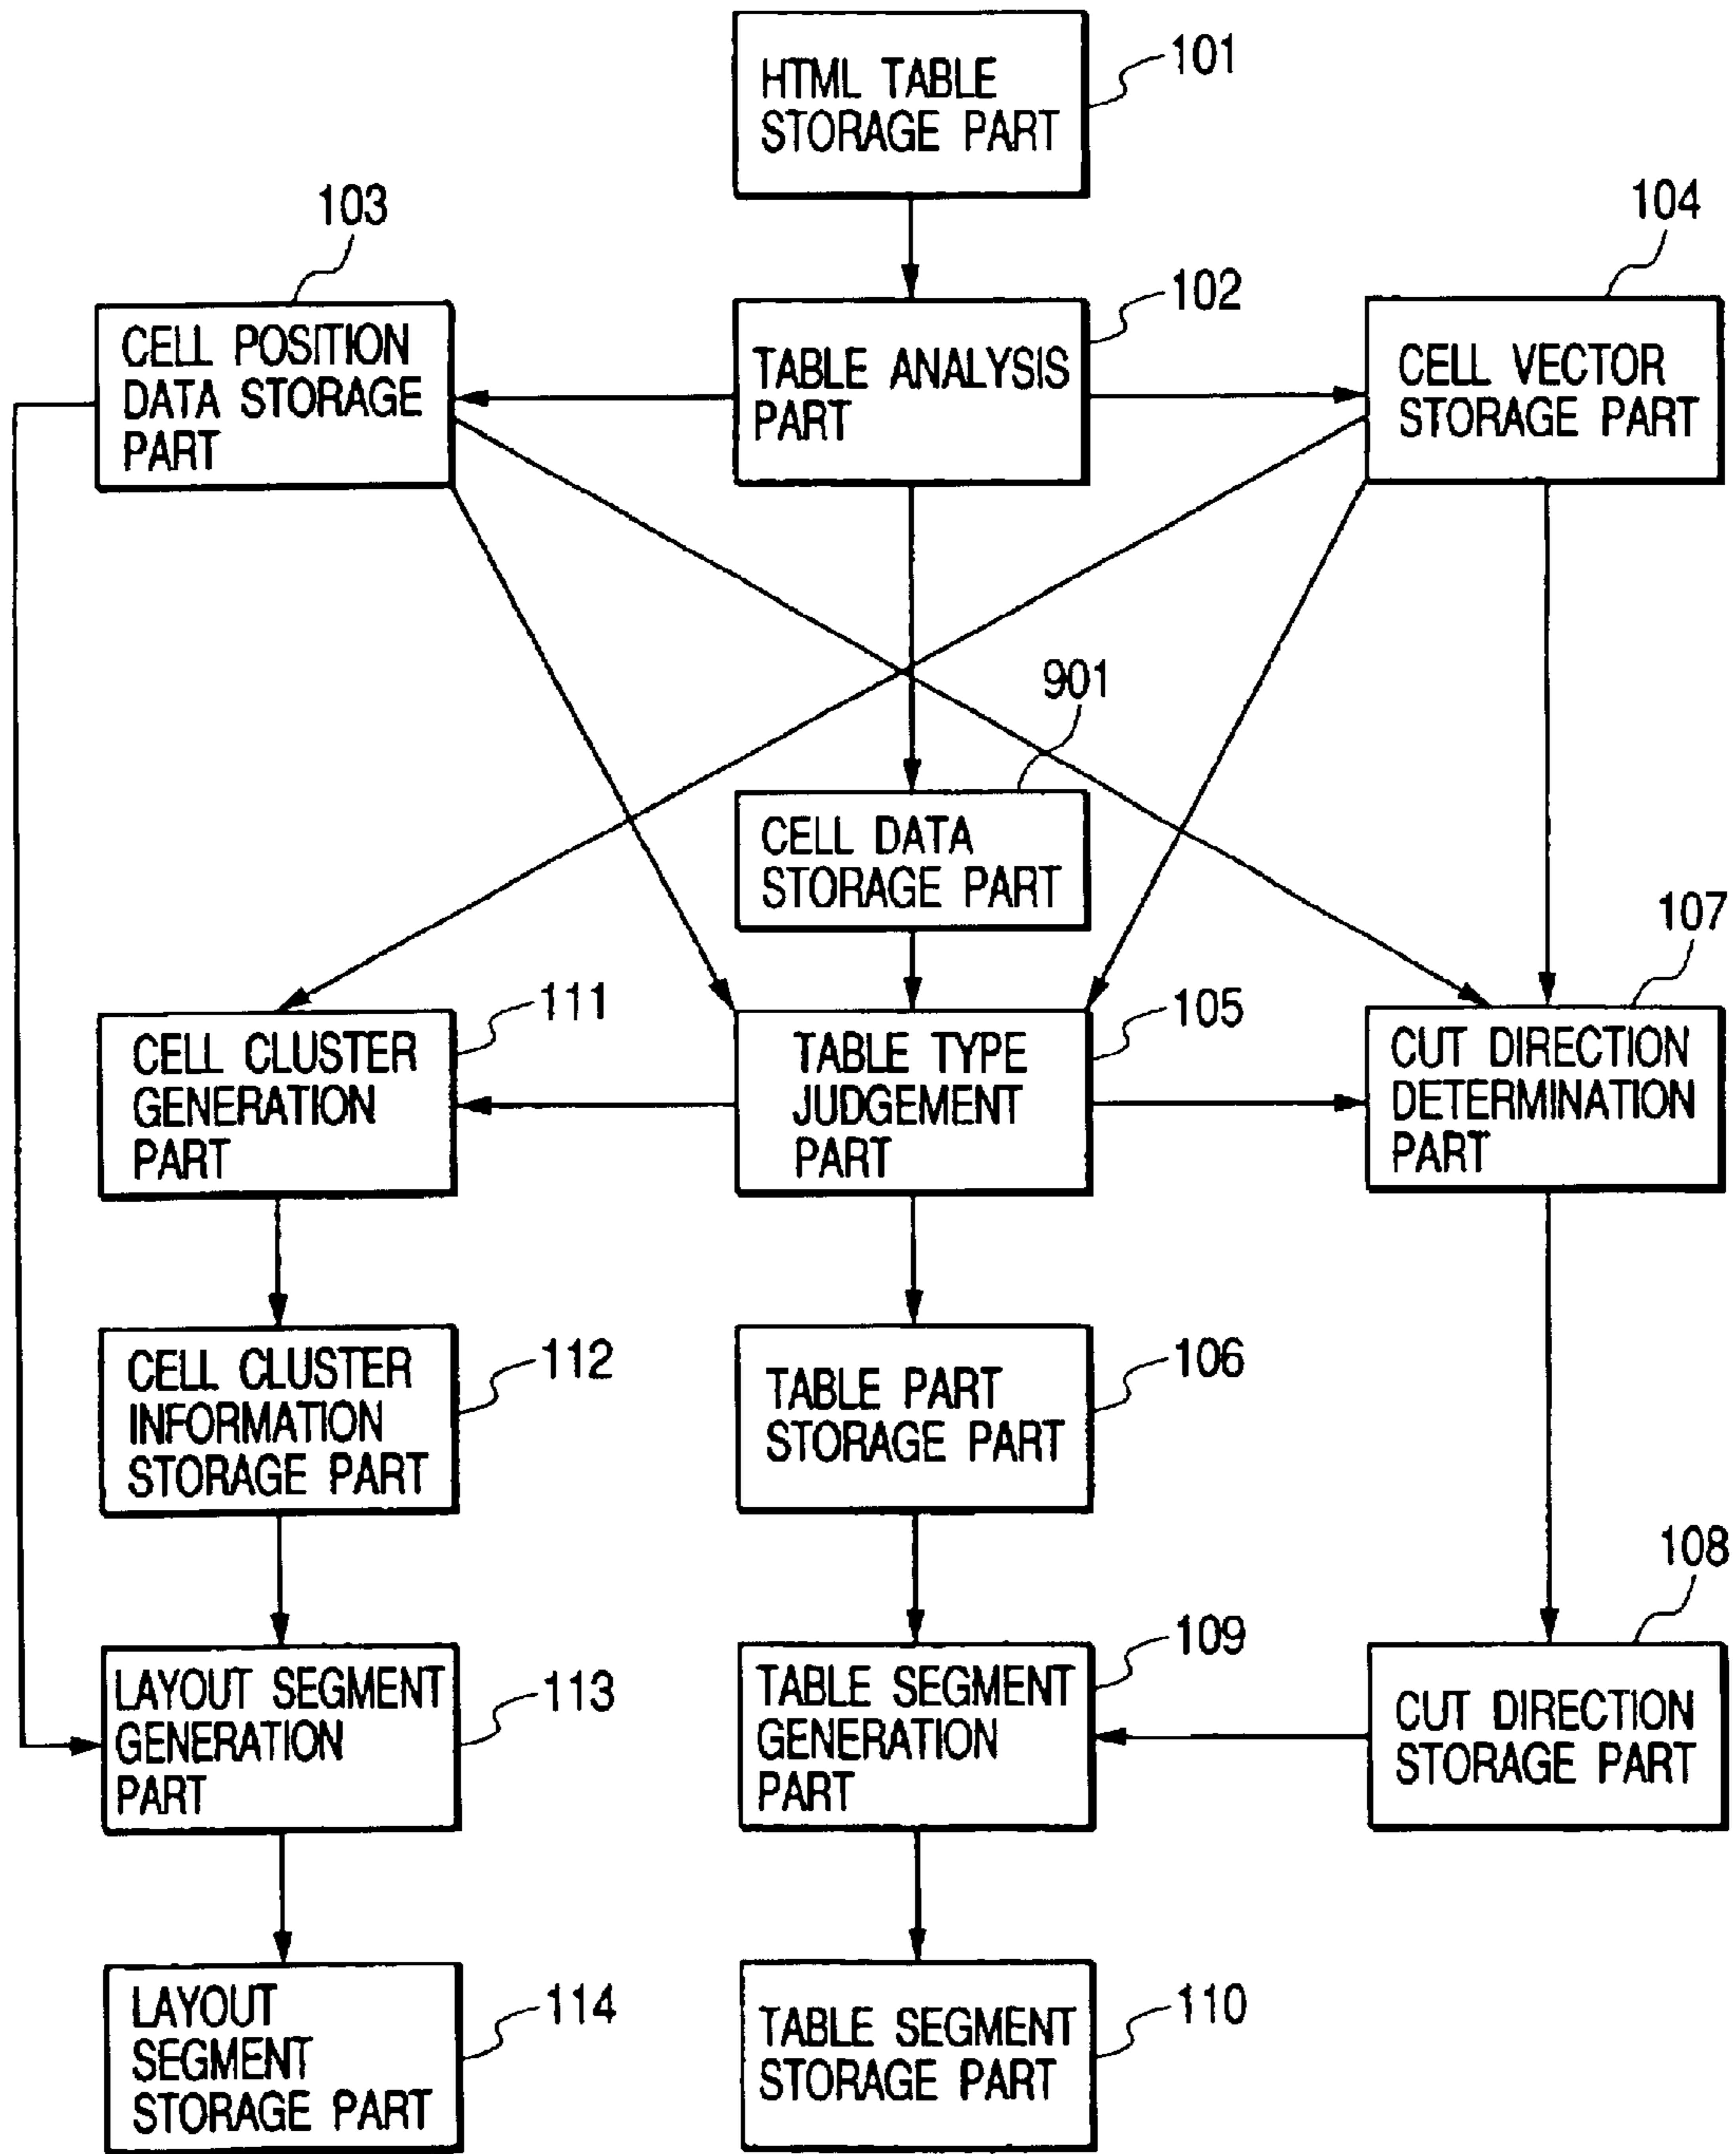 101
HTML TABLE
STORAGE PART
103
104
102
CELL POSITION
DATA STORAGE
PART
TABLE ANALYSIS
PART
CELL VECTOR
STORAGE PART
901
CELL DATA
STORAGE PART
107
111
105
CELL CLUSTER
GENERATION
PART
TABLE TYPE
JUDGEMENT
PART
CUT DIRECTION
DETERMINATION
PART
112
106
CELL CLUSTER
INFORMATION
STORAGE PART
TABLE PART
STORAGE PART
108
109
113
LAYOUT SEGMENT
GENERATION
PART
TABLE SEGMENT
GENERATION
PART
CUT DIRECTION
STORAGE PART
114
110
LAYOUT
SEGMENT
STORAGE PART
TABLE SEGMENT
STORAGE PART